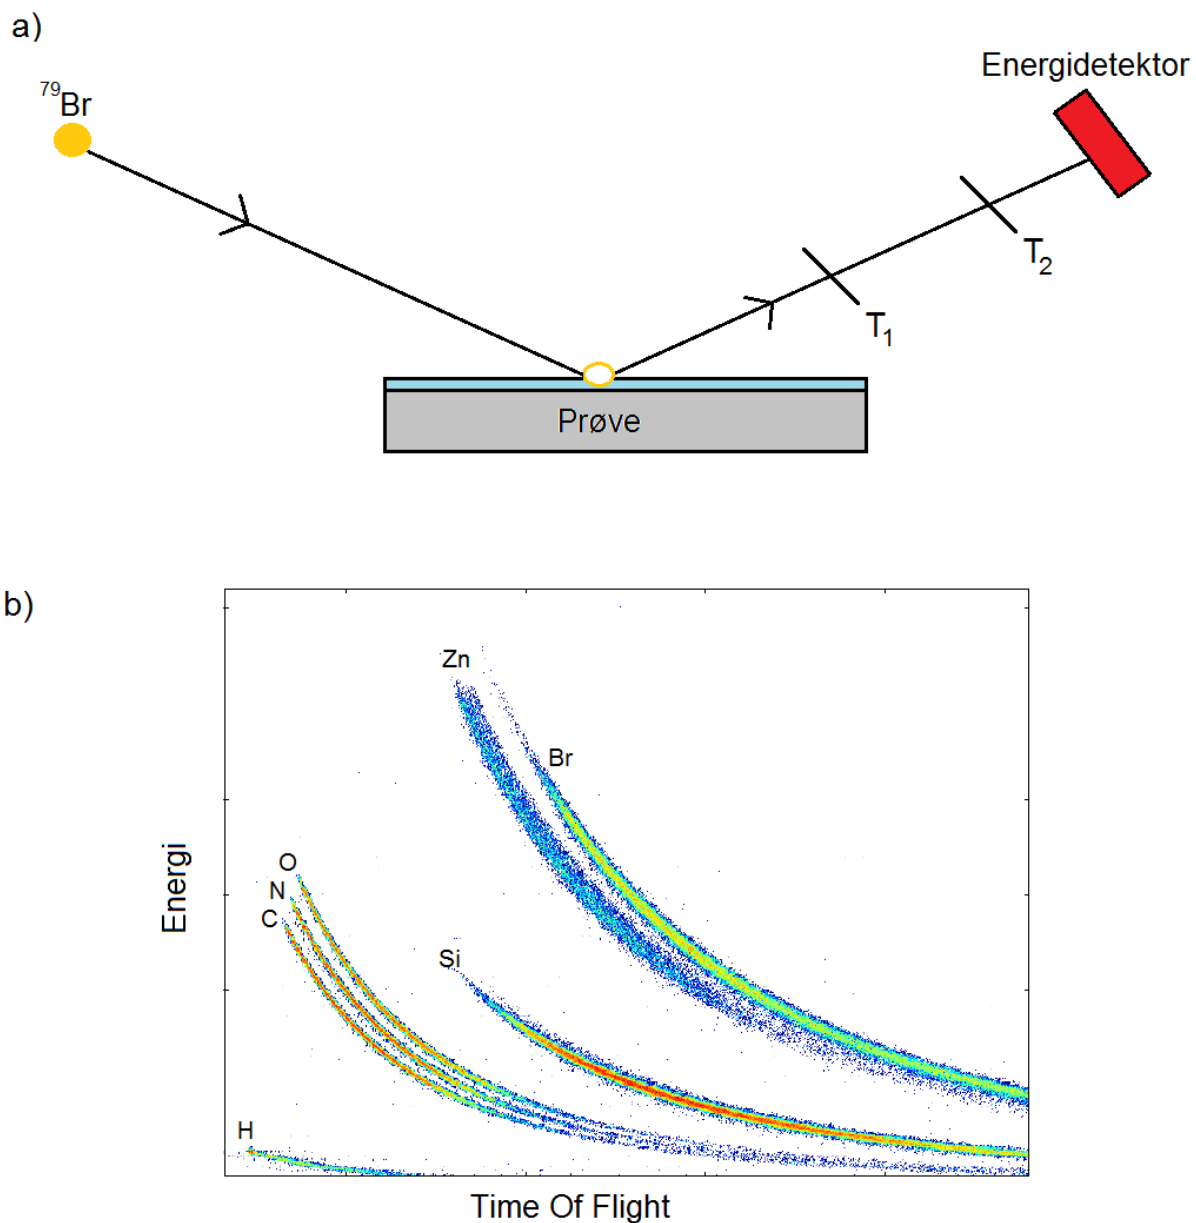 a)
Energidetektor
⁷⁹Br
T₂
T₁
Prøve
b)
Zn
Br
O
N
C
Si
H
Energi
Time Of Flight